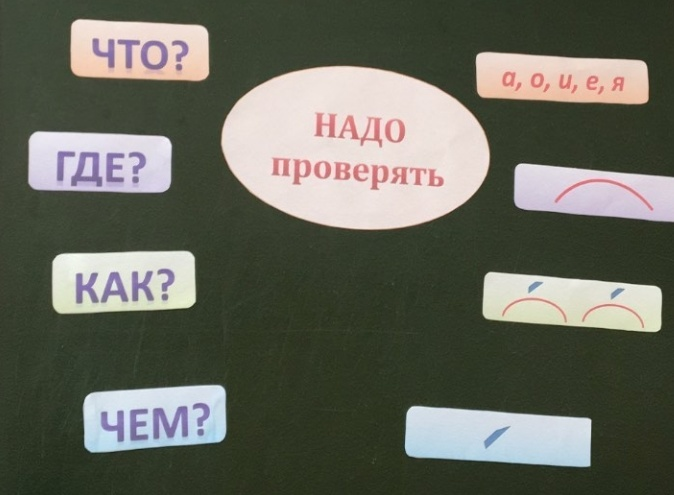 ЧТО?
ГДЕ?
КАК?
ЧЕМ?
НАДО
проверять
а, о, и, е, я